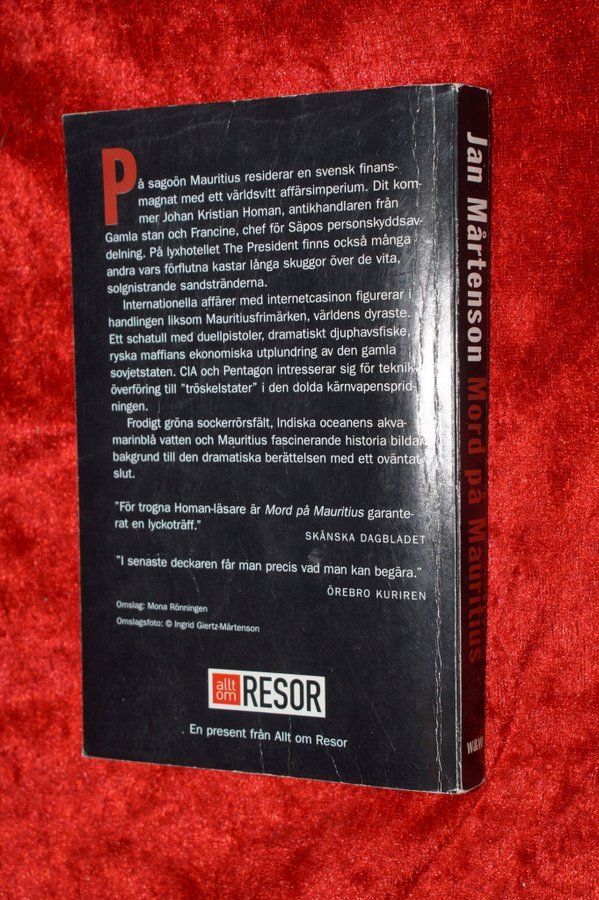 På sagoön Mauritius residerar en svensk finans-
magnat med ett världsvitt affärsimperium. Dit kom-
mer Johan Kristian Homan, antikhandlaren från
Gamla stan och Francine, chef för Säpos personskyddsav-
delning. På lyxhotellet The President finns också många
andra vars förflutna kastar långa skuggor över de vita,
solgnistrande sandstränderna.
Internationella affärer med internetcasinon figurerar i
handlingen liksom Mauritiusfrimärken, världens dyraste.
Ett schatull med duellpistoler, dramatiskt djuphavsfiske,
ryska maffians ekonomiska utplundring av den gamla
sovjetstaten. CIA och Pentagon intresserar sig för teknik-
överföring till "tröskelstater" i den dolda kärnvapensprid-
ningen.
Frodigt gröna sockerrörsfält, Indiska oceanens akva-
marinblå vatten och Mauritius fascinerande historia bildar
bakgrund till den dramatiska berättelsen med ett oväntat
slut.
"För trogna Homan-läsare är Mord på Mauritius garante-
rat en lyckoträff."
SKÅNSKA DAGBLADET
"I senaste deckaren får man precis vad man kan begära."
ÖREBRO KURIREN
Omslag: Mona Rönningen
Omslagsfoto: © Ingrid Giertz-Mårtenson
allt
om
RESOR
En present från Allt om Resor
Jan Mårtenson Mord på Mauritius
W&W